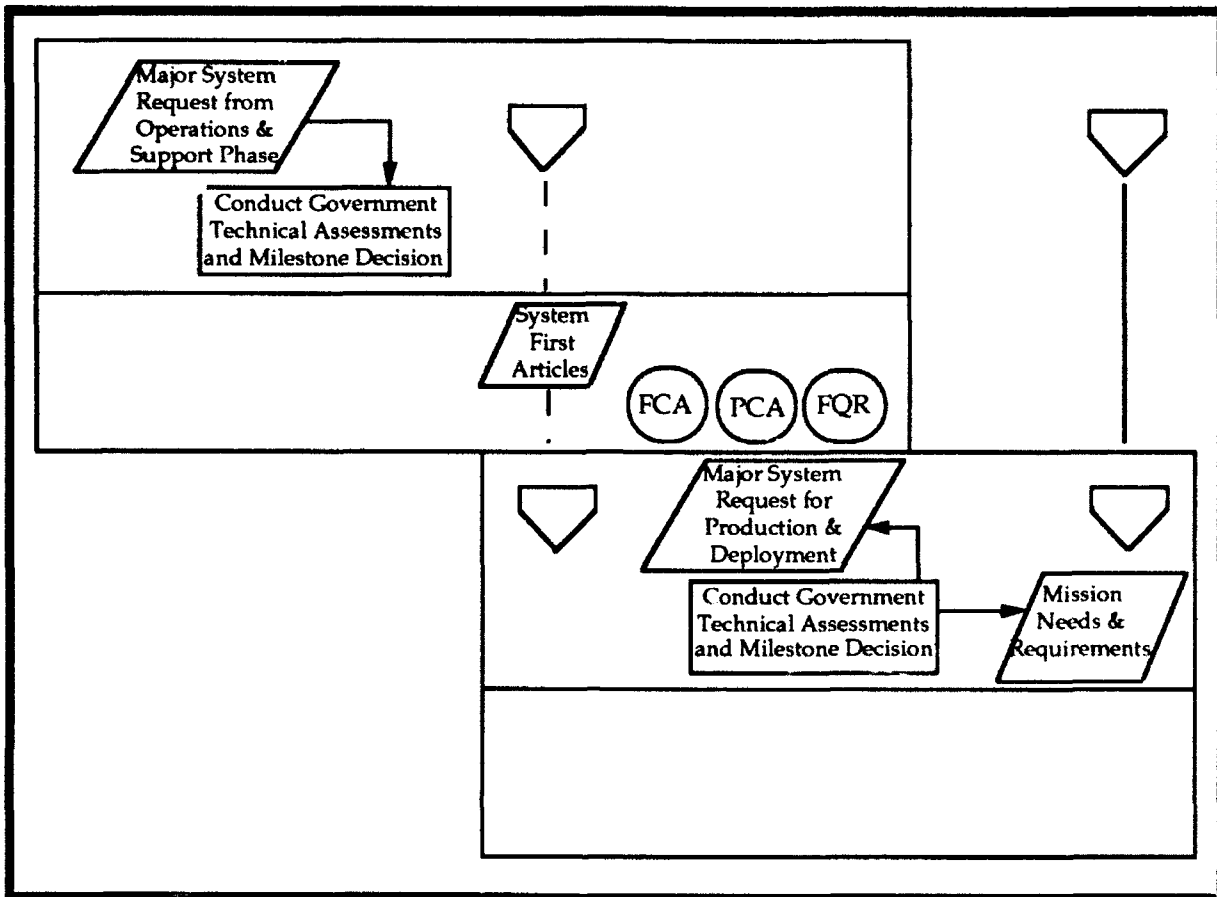 Major System
Request from
Operations &
Support Phase
Conduct Government
Technical Assessments
and Milestone Decision
System
First
Articles
FCA
PCA
FQR
Major System
Request for
Production &
Deployment
Conduct Government
Technical Assessments
and Milestone Decision
Mission
Needs &
Requirements